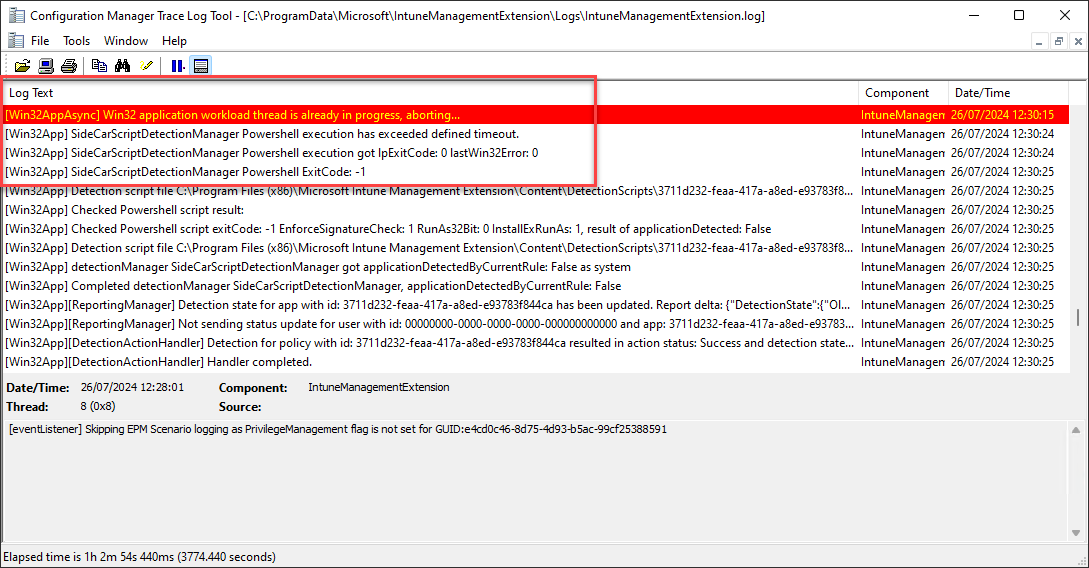 Configuration Manager Trace Log Tool - [C:\ProgramData\Microsoft\IntuneManagementExtension\Logs\IntuneManagementExtension.log]
File Tools Window Help
Log Text Component Date/Time
[Win32AppAsync] Win32 application workload thread is already in progress, aborting... IntuneManagem 26/07/2024 12:30:15
[Win32App] SideCarScriptDetectionManager Powershell execution has exceeded defined timeout. IntuneManagem 26/07/2024 12:30:24
[Win32App] SideCarScriptDetectionManager Powershell execution got lpExitCode: 0 lastWin32Error: 0 IntuneManagem 26/07/2024 12:30:24
[Win32App] SideCarScriptDetectionManager Powershell ExitCode: -1 IntuneManagem 26/07/2024 12:30:25
[Win32App] Detection script file C:\Program Files (x86)\Microsoft Intune Management Extension\Content\DetectionScripts\3711d232-feaa-417a-a8ed-e93783f8... IntuneManagem 26/07/2024 12:30:25
[Win32App] Checked Powershell script result: IntuneManagem 26/07/2024 12:30:25
[Win32App] Checked Powershell script exitCode: -1 EnforceSignatureCheck: 1 RunAs32Bit: 0 InstallExRunAs: 1, result of applicationDetected: False IntuneManagem 26/07/2024 12:30:25
[Win32App] Detection script file C:\Program Files (x86)\Microsoft Intune Management Extension\Content\DetectionScripts\3711d232-feaa-417a-a8ed-e93783f8... IntuneManagem 26/07/2024 12:30:25
[Win32App] detectionManager SideCarScriptDetectionManager got applicationDetectedByCurrentRule: False as system IntuneManagem 26/07/2024 12:30:25
[Win32App] Completed detectionManager SideCarScriptDetectionManager, applicationDetectedByCurrentRule: False IntuneManagem 26/07/2024 12:30:25
[Win32App][ReportingManager] Detection state for app with id: 3711d232-feaa-417a-a8ed-e93783f844ca has been updated. Report delta: {"DetectionState":{"Ol... IntuneManagem 26/07/2024 12:30:25
[Win32App][ReportingManager] Not sending status update for user with id: 00000000-0000-0000-0000-000000000000 and app: 3711d232-feaa-417a-a8ed-e93783f8... IntuneManagem 26/07/2024 12:30:25
[Win32App][DetectionActionHandler] Detection for policy with id: 3711d232-feaa-417a-a8ed-e93783f844ca resulted in action status: Success and detection state... IntuneManagem 26/07/2024 12:30:25
[Win32App][DetectionActionHandler] Handler completed. IntuneManagem 26/07/2024 12:30:25
Date/Time: 26/07/2024 12:28:01 Component: IntuneManagementExtension
Thread: 8 (0x8) Source:
[eventListener] Skipping EPM Scenario logging as PrivilegeManagement flag is not set for GUID:e4cd0c46-8d75-4d93-b5ac-99cf25388591
Elapsed time is 1h 2m 54s 440ms (3774.440 seconds)